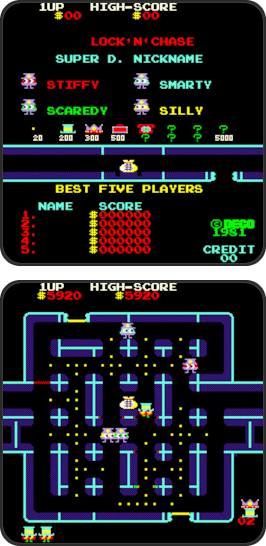 1UP HIGH-SCORE
$00 $00
LOCK'N'CHASE
SUPER D. NICKNAME
STIFFY SMARTY
SCAREDY SILLY
? ? ? ?
20 200 300 500 5000
BEST FIVE PLAYERS
NAME SCORE
1. $000000
2. $000000
3. $000000
4. $000000
5. $000000
© DECO
1981
CREDIT
00
1UP HIGH-SCORE
$5920 $5920
02